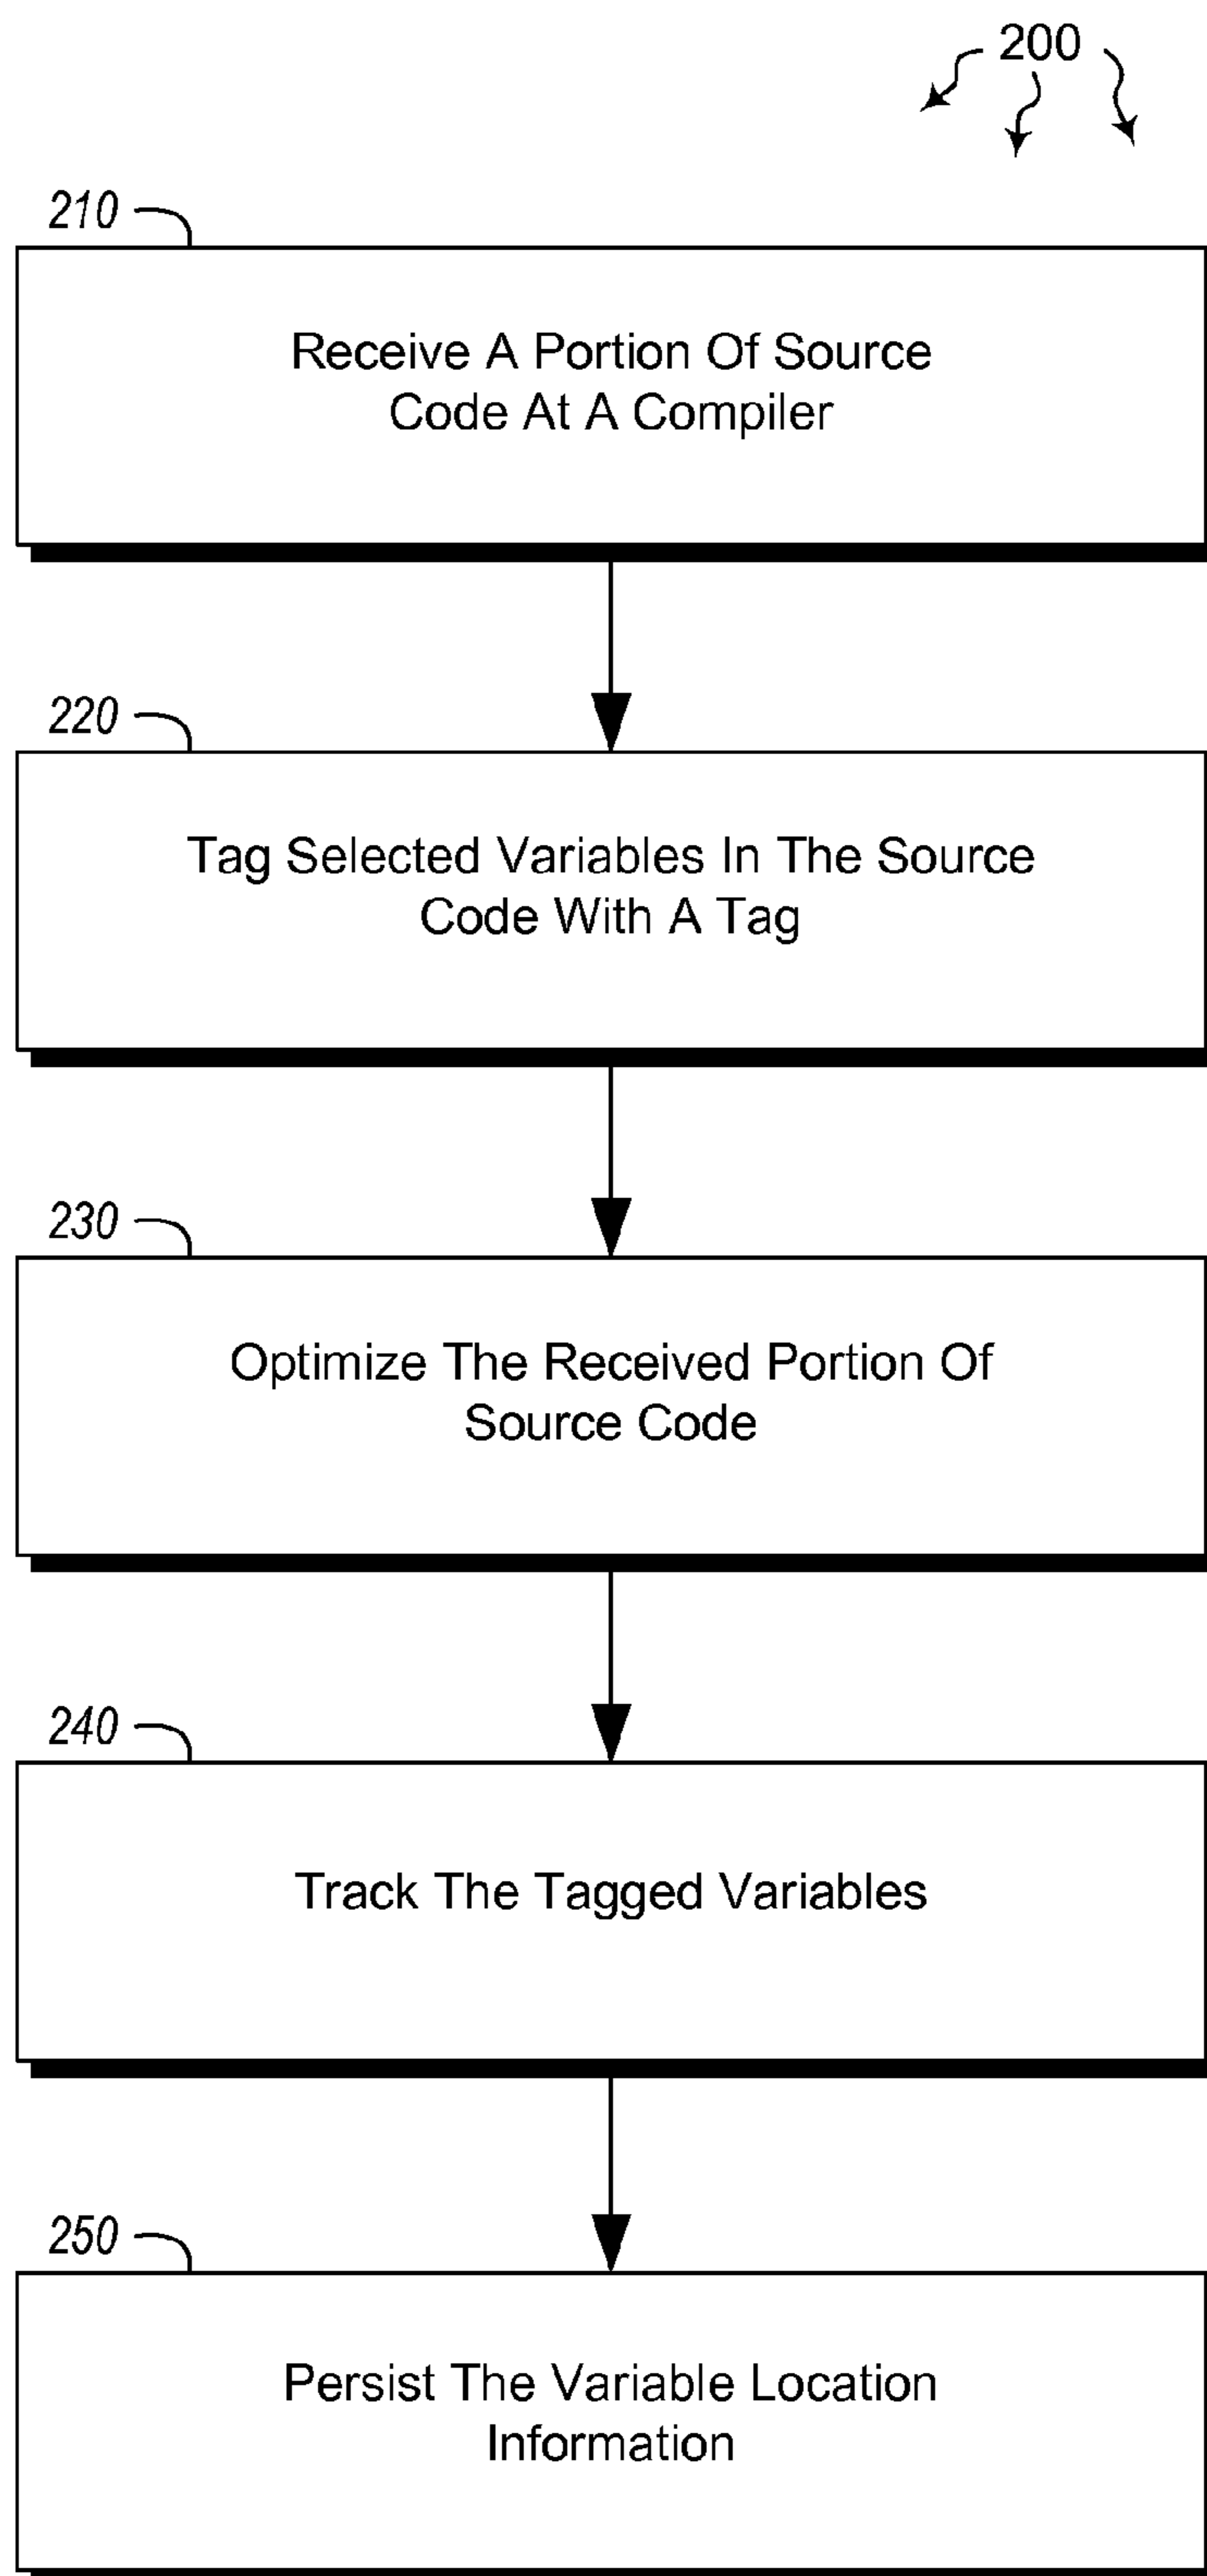 200
210
Receive A Portion Of Source
Code At A Compiler
220
Tag Selected Variables In The Source
Code With A Tag
230
Optimize The Received Portion Of
Source Code
240
Track The Tagged Variables
250
Persist The Variable Location
Information